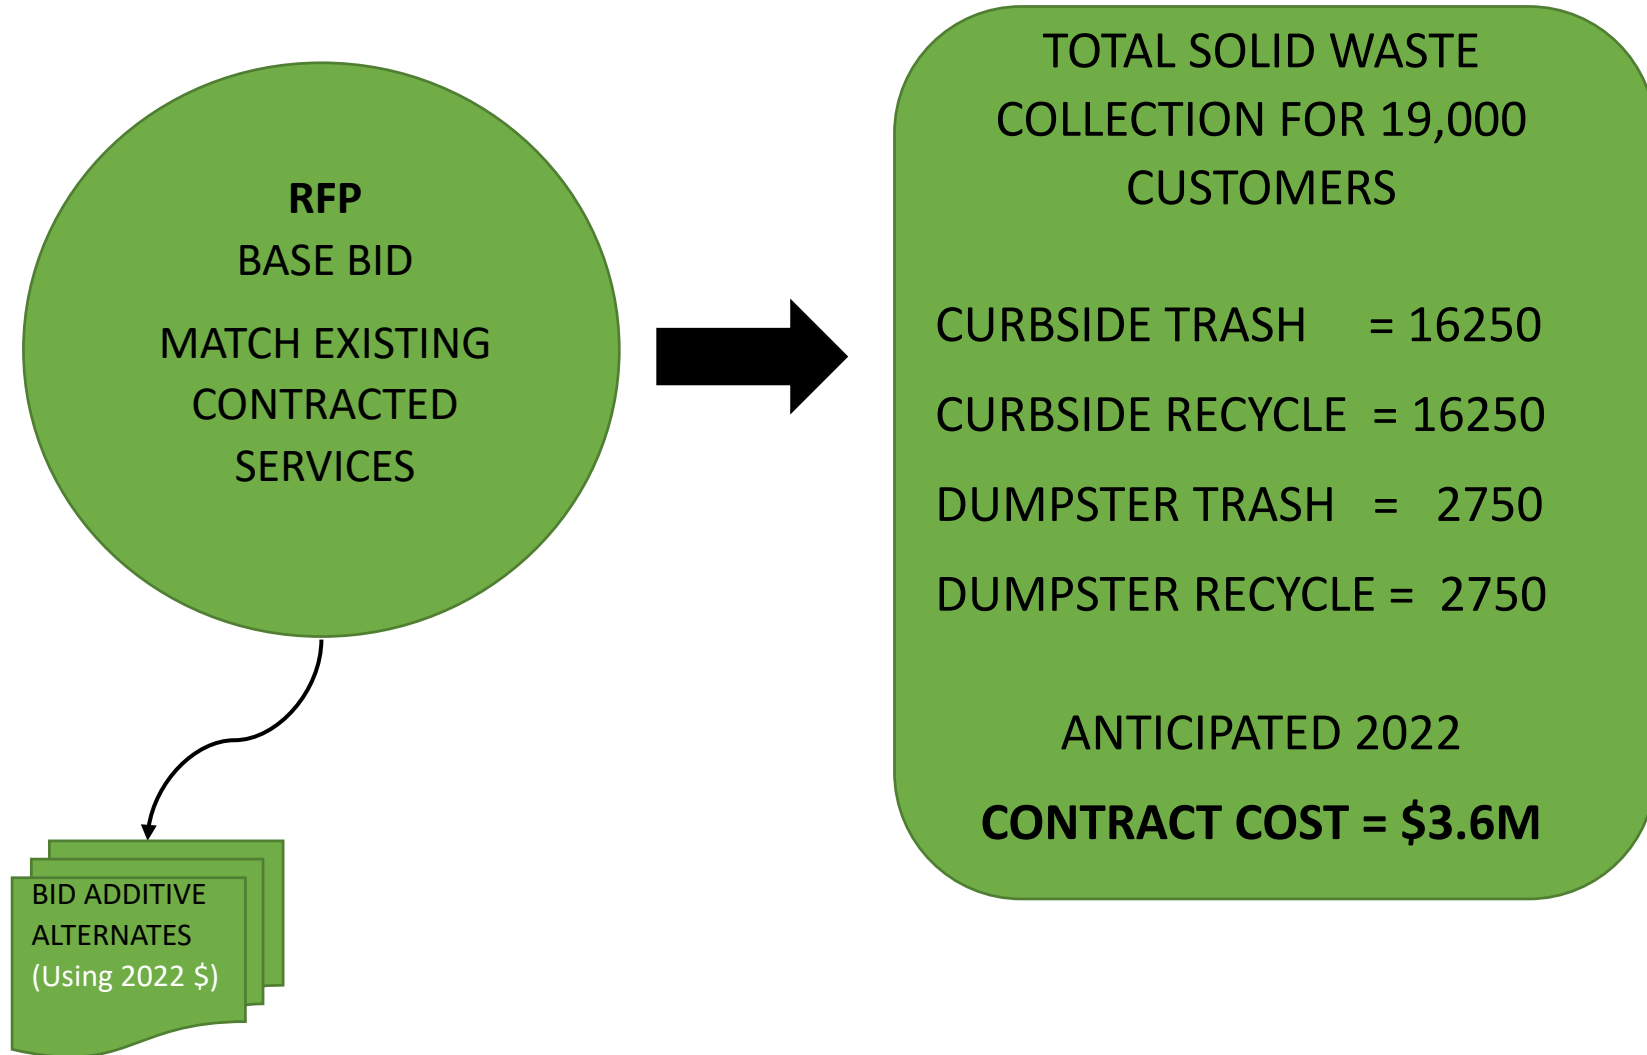 RFP
BASE BID
MATCH EXISTING
CONTRACTED
SERVICES
TOTAL SOLID WASTE
COLLECTION FOR 19,000
CUSTOMERS
CURBSIDE TRASH = 16250
CURBSIDE RECYCLE = 16250
DUMPSTER TRASH = 2750
DUMPSTER RECYCLE = 2750
ANTICIPATED 2022
CONTRACT COST = $3.6M
BID ADDITIVE
ALTERNATES
(Using 2022 $)